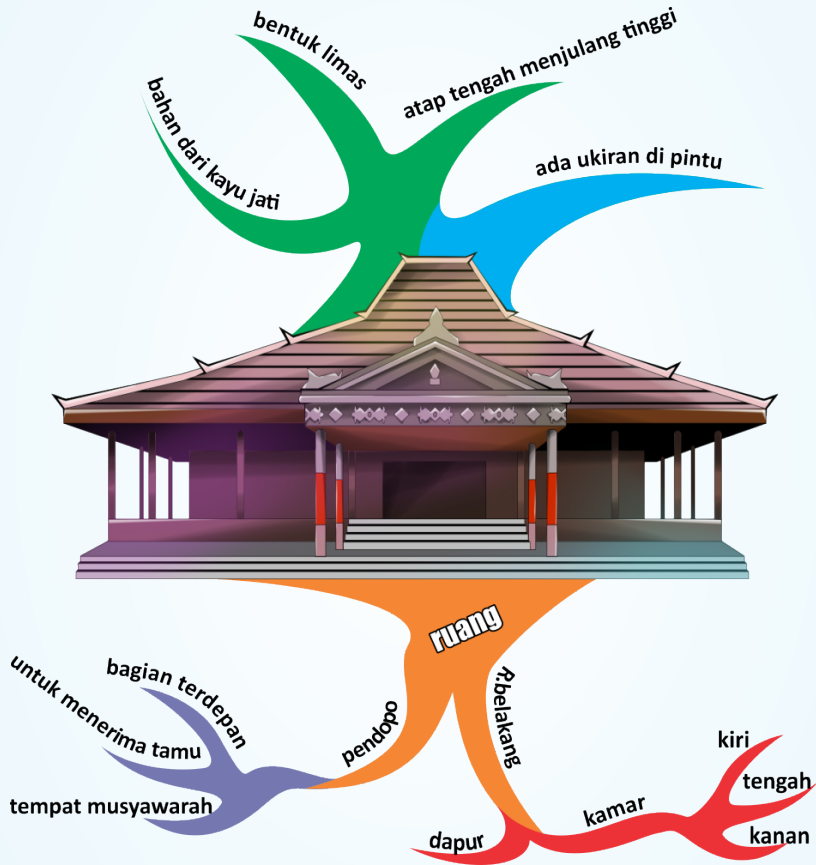 bentuk limas
atap tengah menjulang tinggi
bahan dari kayu jati
ada ukiran di pintu
ruang
pendopo
bagian terdepan
untuk menerima tamu
tempat musyawarah
R.belakang
dapur
kamar
kiri
tengah
kanan